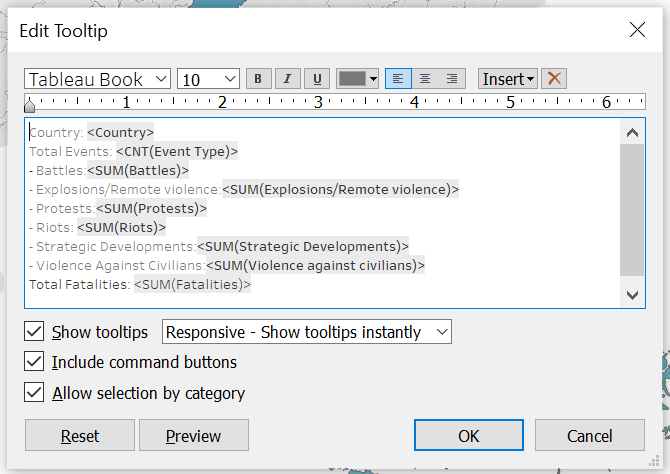 Edit Tooltip
Tableau Book 10 B I U Insert
1 2 3 4 5 6
Country: <Country>
Total Events: <CNT(Event Type)>
- Battles:<SUM(Battles)>
- Explosions/Remote violence:<SUM(Explosions/Remote violence)>
- Protests:<SUM(Protests)>
- Riots: <SUM(Riots)>
- Strategic Developments:<SUM(Strategic Developments)>
- Violence Against Civilians:<SUM(Violence against civilians)>
Total Fatalities: <SUM(Fatalities)>
Show tooltips Responsive - Show tooltips instantly
Include command buttons
Allow selection by category
Reset Preview OK Cancel